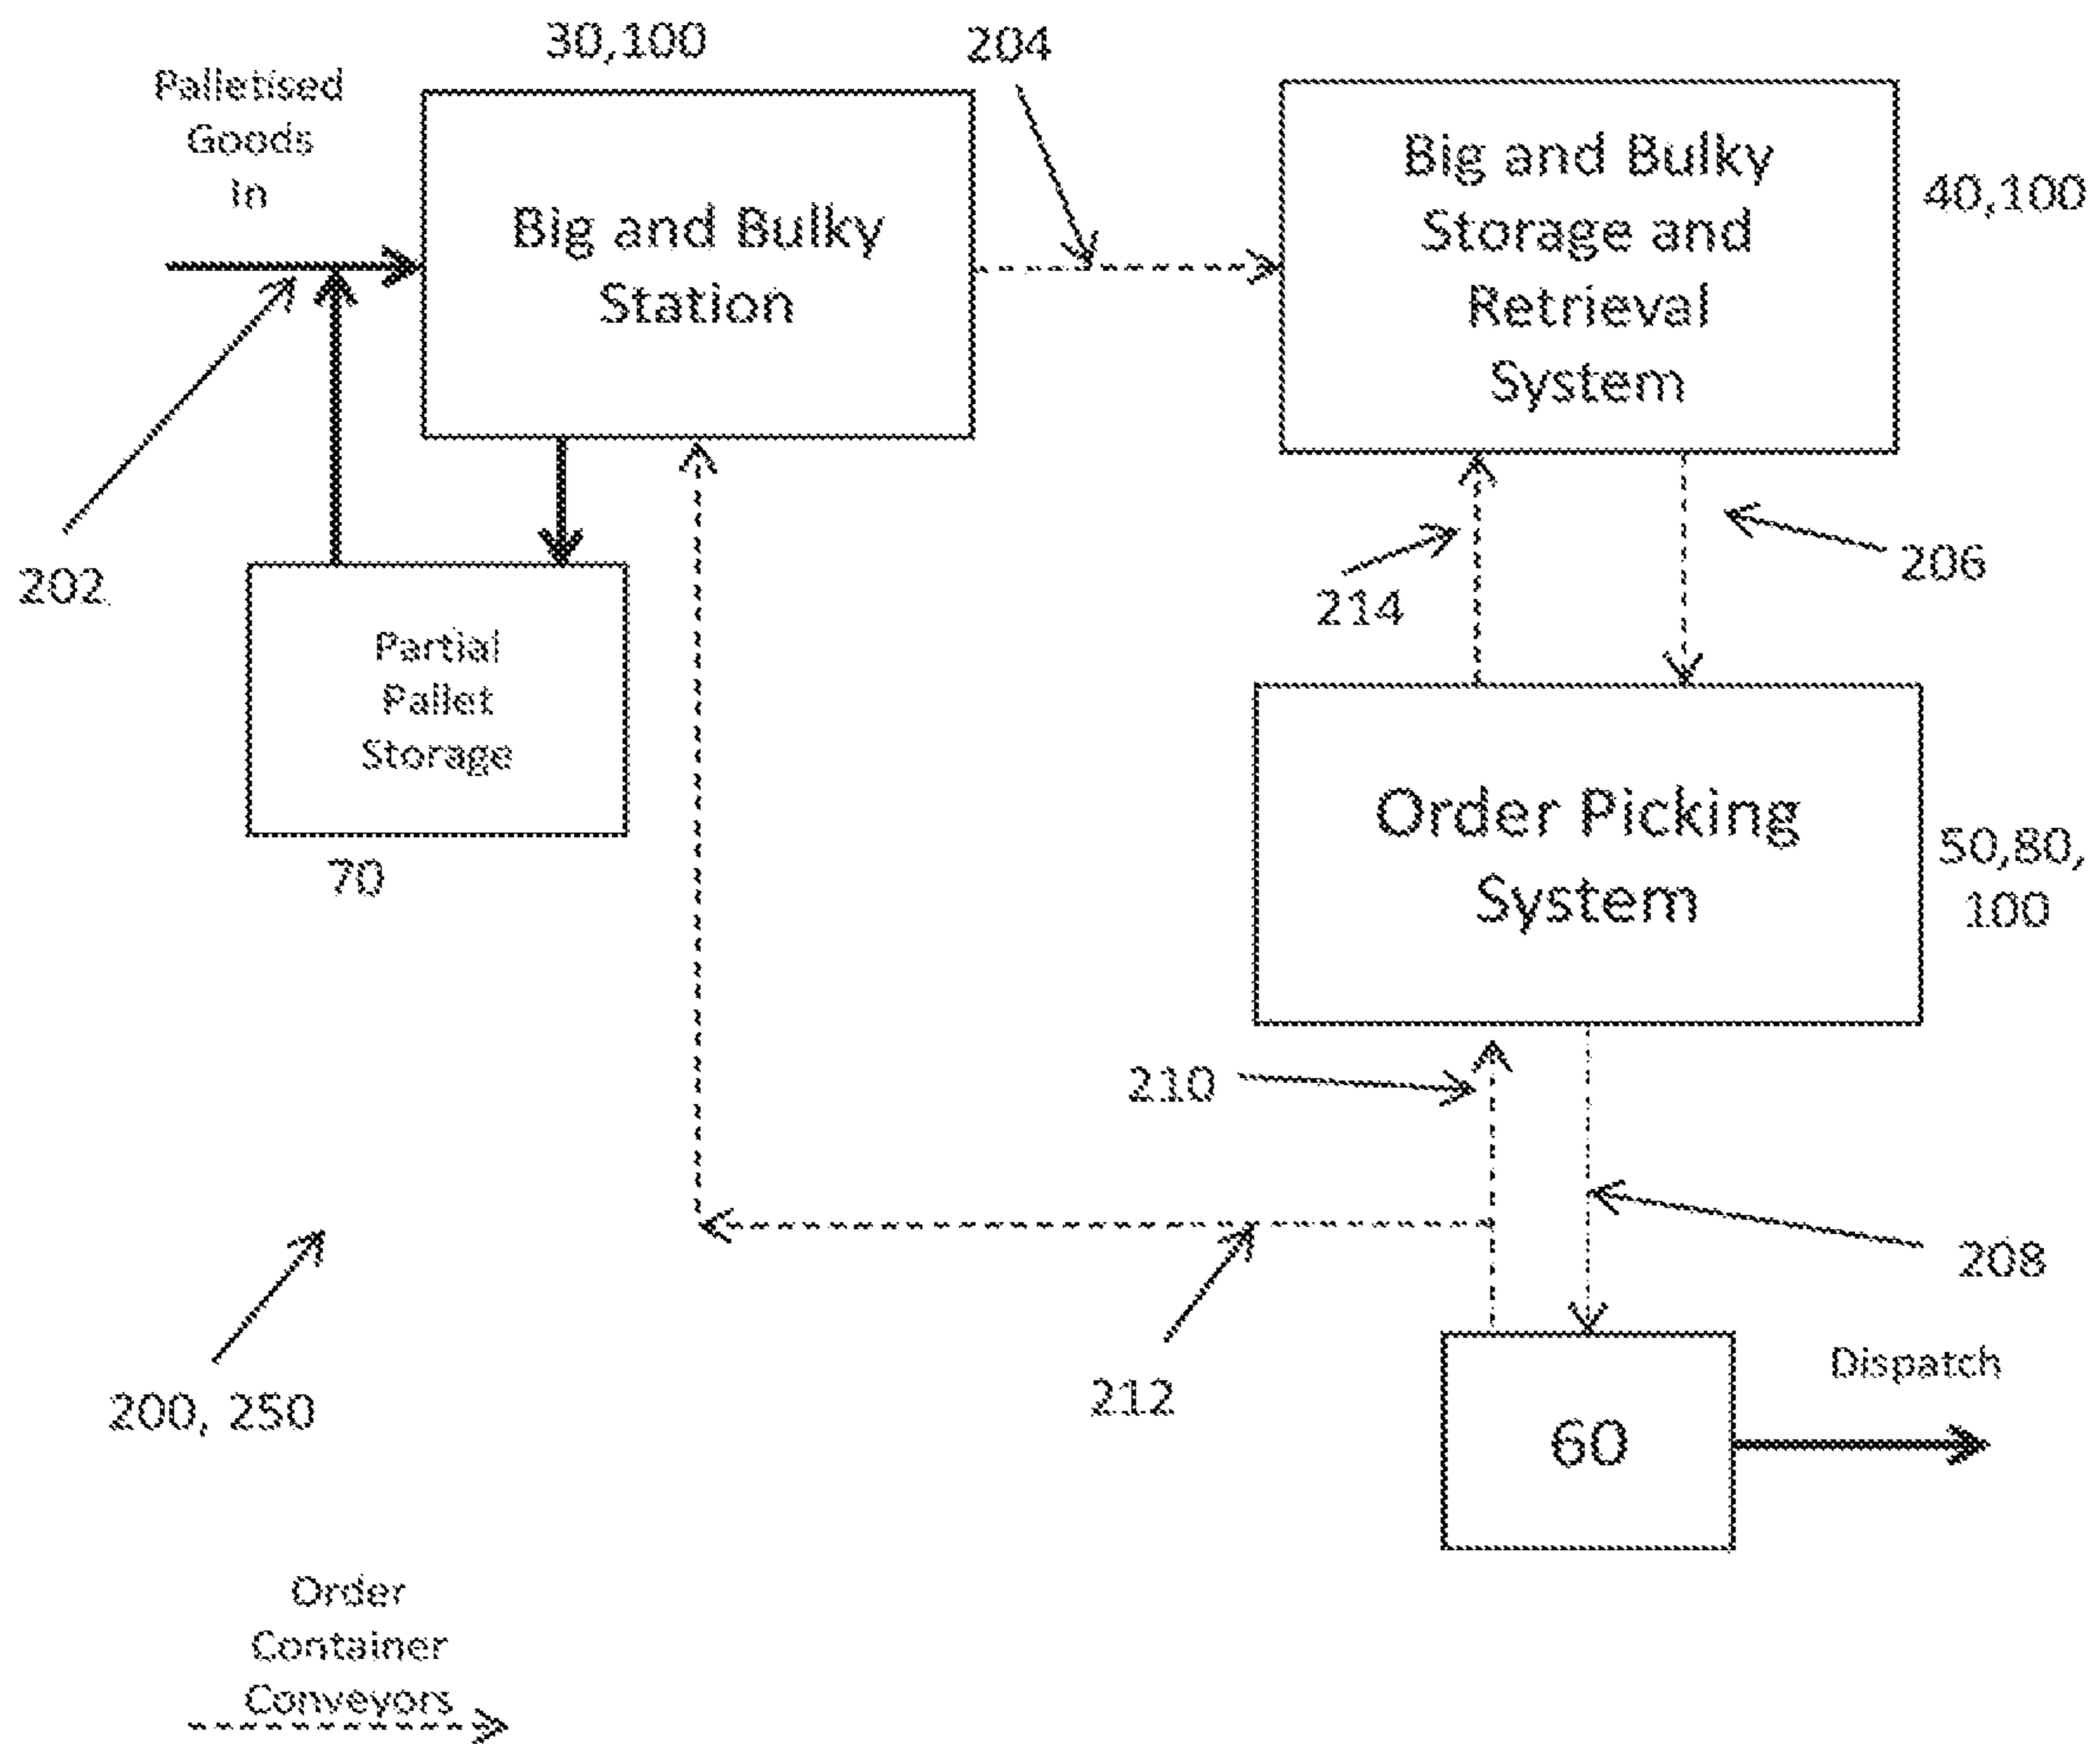 30,100
204
Palletised
Goods
in
Big and Bulky
Station
Big and Bulky
Storage and
Retrieval
System
40,100
202
214
206
Partial
Pallet
Storage
70
Order Picking
System
50,80,
100
210
208
212
200, 250
Dispatch
60
Order
Container
Conveyors